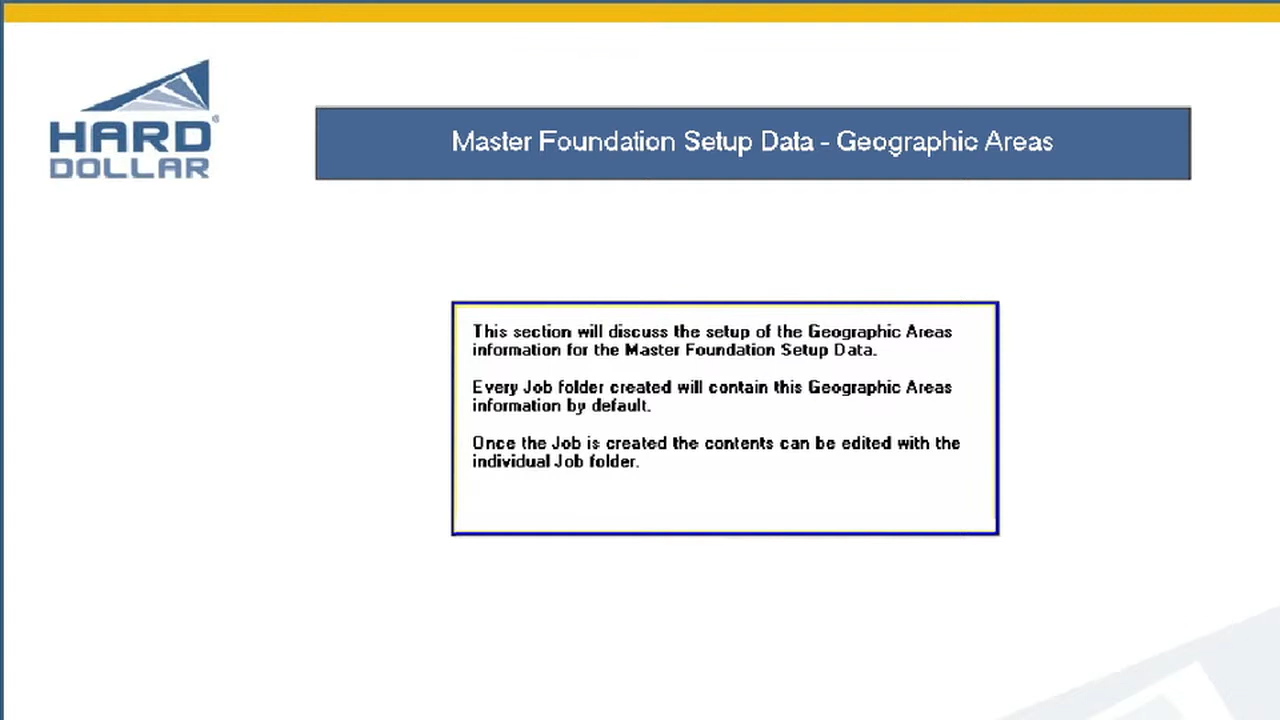 HARD
DOLLAR
®
Master Foundation Setup Data - Geographic Areas
This section will discuss the setup of the Geographic Areas
information for the Master Foundation Setup Data.
Every Job folder created will contain this Geographic Areas
information by default.
Once the Job is created the contents can be edited with the
individual Job folder.